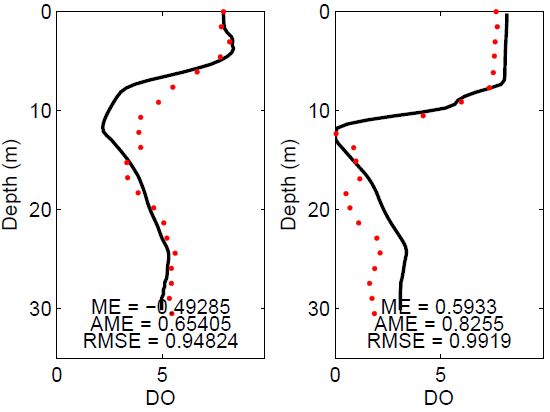 0
10
20
30
Depth (m)
ME = −0.49285
AME = 0.65405
RMSE = 0.94824
0
5
DO
0
10
20
30
Depth (m)
ME = 0.5933
AME = 0.8255
RMSE = 0.9919
0
5
DO